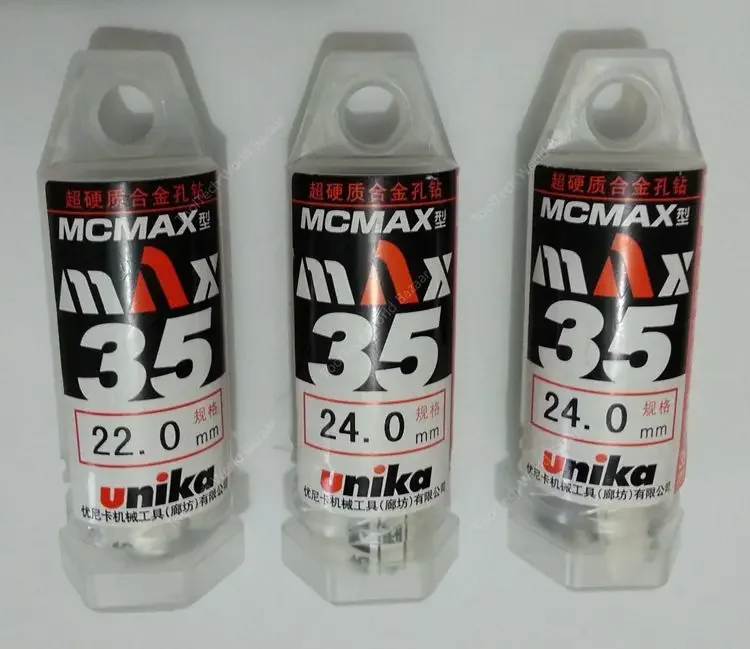 超硬质合金孔钻
MCMAX型
max
35
规格
22.0 mm
unika
优尼卡机械工具(廊坊)有限公司
超硬质合金孔钻
MCMAX型
max
35
规格
24.0 mm
unika
优尼卡机械工具(廊坊)有限公司
超硬质合金孔钻
MCMAX型
max
35
规格
24.0 mm
unika
优尼卡机械工具(廊坊)有限公司